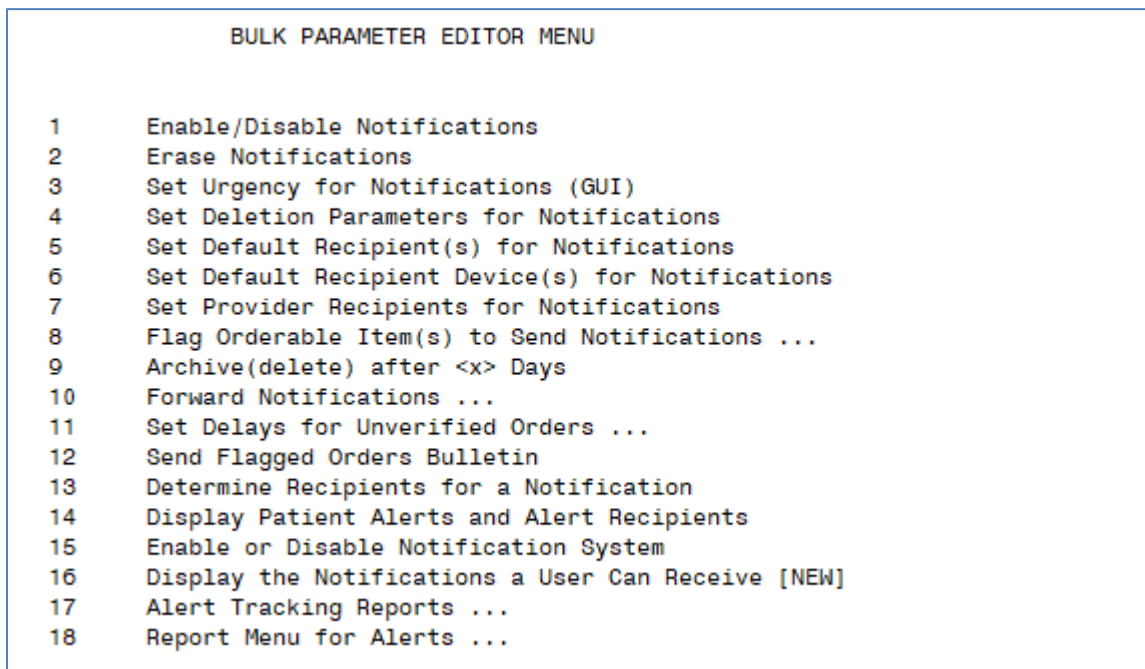 BULK PARAMETER EDITOR MENU
1 Enable/Disable Notifications
2 Erase Notifications
3 Set Urgency for Notifications (GUI)
4 Set Deletion Parameters for Notifications
5 Set Default Recipient(s) for Notifications
6 Set Default Recipient Device(s) for Notifications
7 Set Provider Recipients for Notifications
8 Flag Orderable Item(s) to Send Notifications ...
9 Archive(delete) after <x> Days
10 Forward Notifications ...
11 Set Delays for Unverified Orders ...
12 Send Flagged Orders Bulletin
13 Determine Recipients for a Notification
14 Display Patient Alerts and Alert Recipients
15 Enable or Disable Notification System
16 Display the Notifications a User Can Receive [NEW]
17 Alert Tracking Reports ...
18 Report Menu for Alerts ...